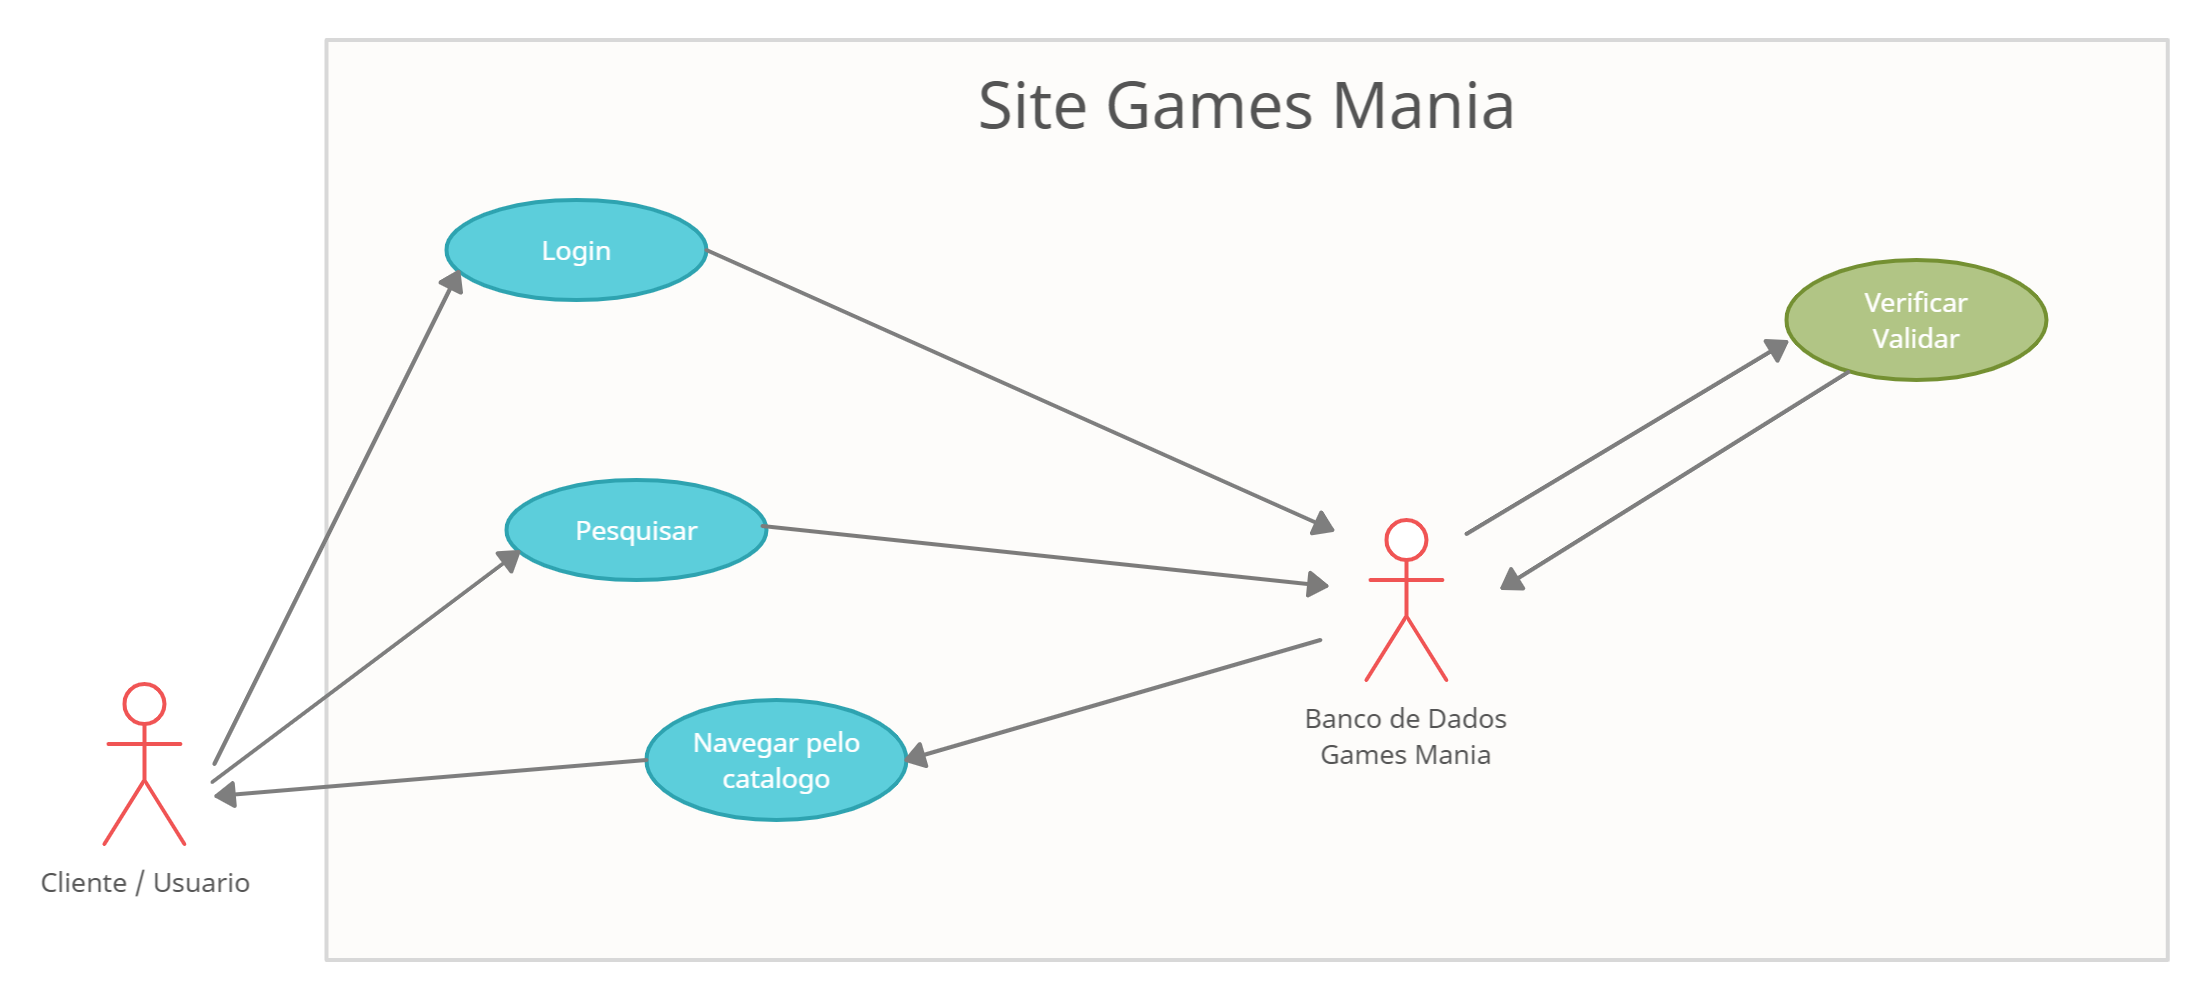 Site Games Mania
Login
Verificar
Validar
Pesquisar
Navegar pelo
catalogo
Banco de Dados
Games Mania
Cliente / Usuario